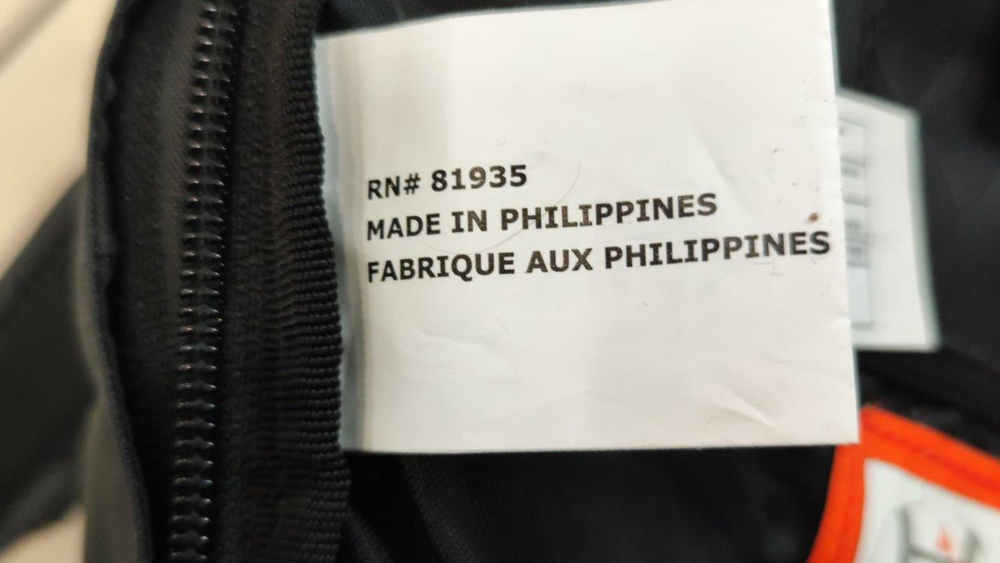 RN# 81935
MADE IN PHILIPPINES
FABRIQUE AUX PHILIPPINES